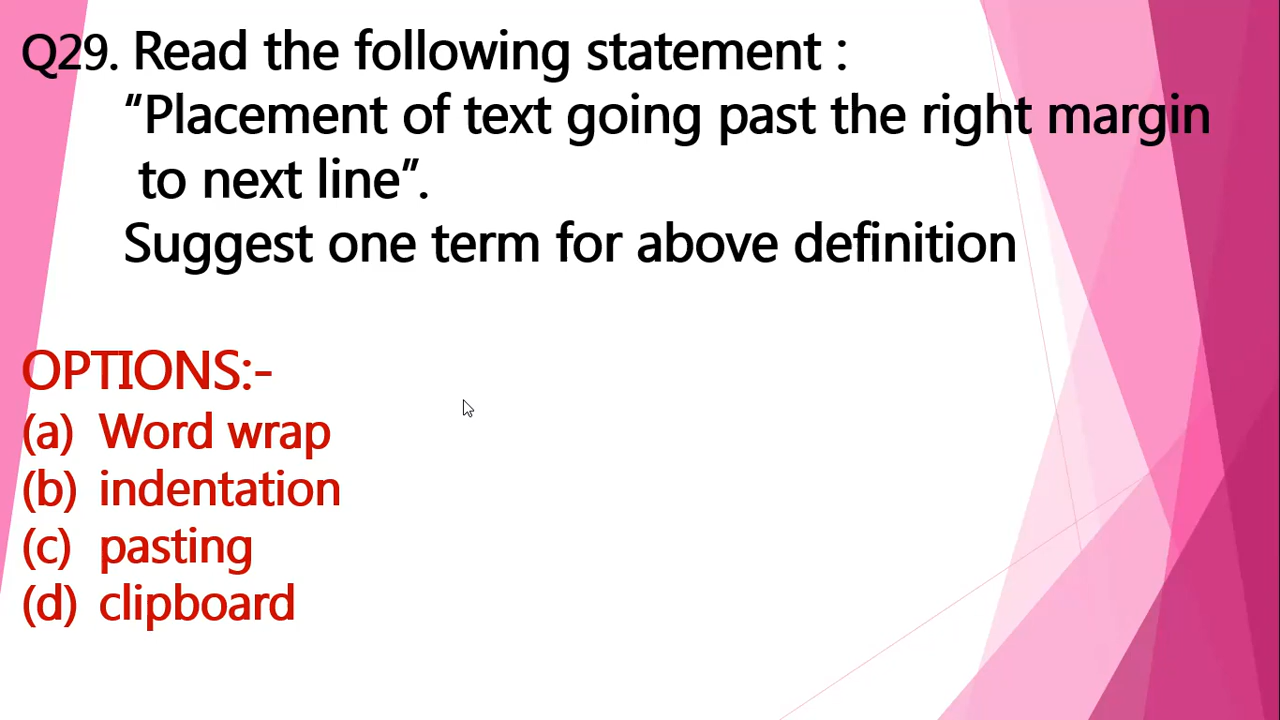 Q29. Read the following statement :
“Placement of text going past the right margin
to next line”.
Suggest one term for above definition
OPTIONS:-
(a) Word wrap
(b) indentation
(c) pasting
(d) clipboard